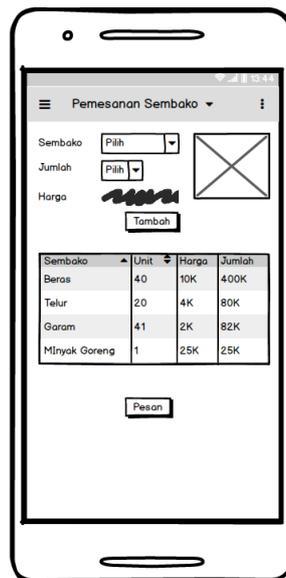 13:44
Pemesanan Sembako
Sembako Pilih
Jumlah Pilih
Harga
Tambah
Sembako Unit Harga Jumlah
Beras 40 10K 400K
Telur 20 4K 80K
Garam 41 2K 82K
MInyak Goreng 1 25K 25K
Pesan